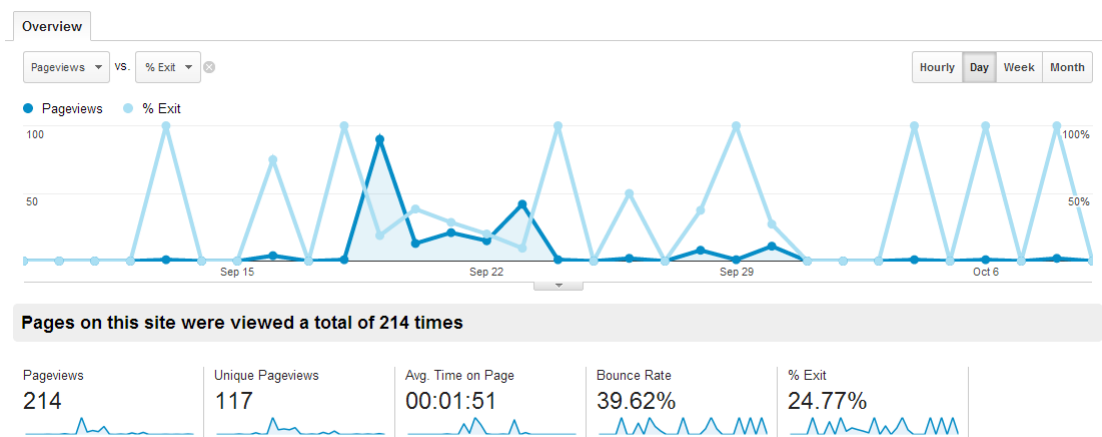 Overview
Pageviews VS. % Exit
Hourly Day Week Month
Pageviews % Exit
100 100%
50 50%
Sep 15 Sep 22 Sep 29 Oct 6
Pages on this site were viewed a total of 214 times
Pageviews Unique Pageviews Avg. Time on Page Bounce Rate % Exit
214 117 00:01:51 39.62% 24.77%